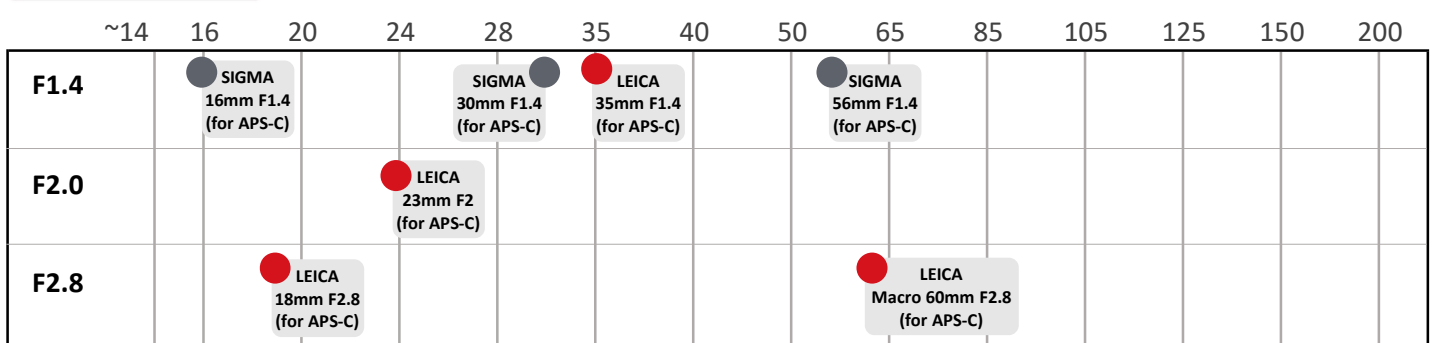 ~14 16 20 24 28 35 40 50 65 85 105 125 150 200
F1.4
SIGMA
16mm F1.4
(for APS-C)
SIGMA
30mm F1.4
(for APS-C)
LEICA
35mm F1.4
(for APS-C)
SIGMA
56mm F1.4
(for APS-C)
F2.0
LEICA
23mm F2
(for APS-C)
F2.8
LEICA
18mm F2.8
(for APS-C)
LEICA
Macro 60mm F2.8
(for APS-C)